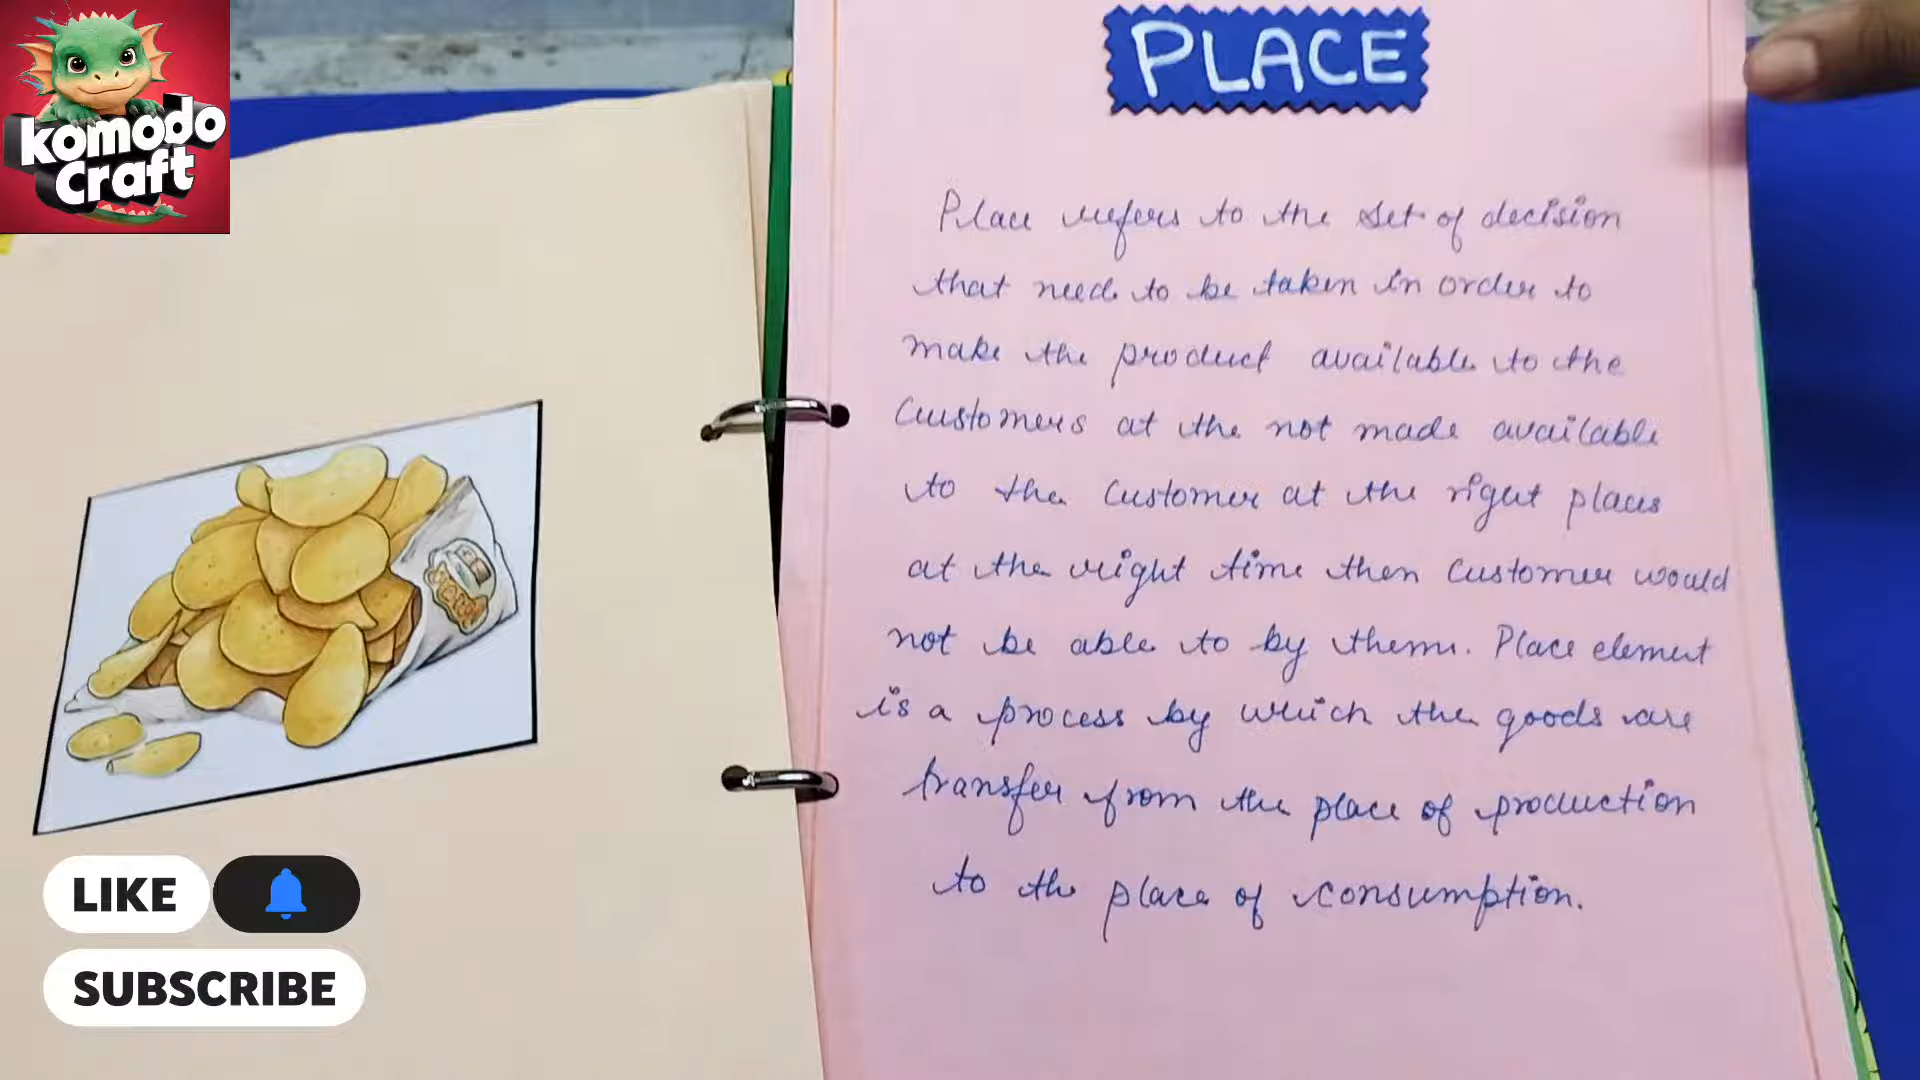 komodo
Craft
PLACE
Place refers to the set of decision
that need to be taken in order to
make the product available to the
customers at the not made available
to the customer at the right places
at the right time then customer would
not be able to by them. Place element
is a process by which the goods are
transfer from the place of production
to the place of consumption.
LIKE
SUBSCRIBE